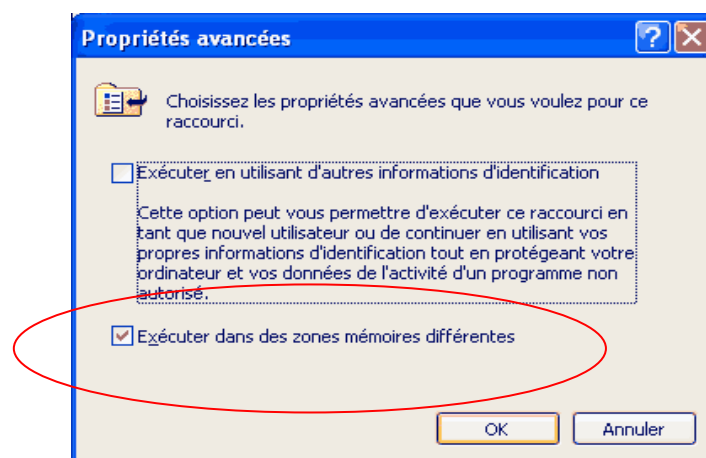 Propriétés avancées
Choisissez les propriétés avancées que vous voulez pour ce
raccourci.
Exécuter en utilisant d'autres informations d'identification
Cette option peut vous permettre d'exécuter ce raccourci en
tant que nouvel utilisateur ou de continuer en utilisant vos
propres informations d'identification tout en protégeant votre
ordinateur et vos données de l'activité d'un programme non
autorisé.
Exécuter dans des zones mémoires différentes
OK Annuler